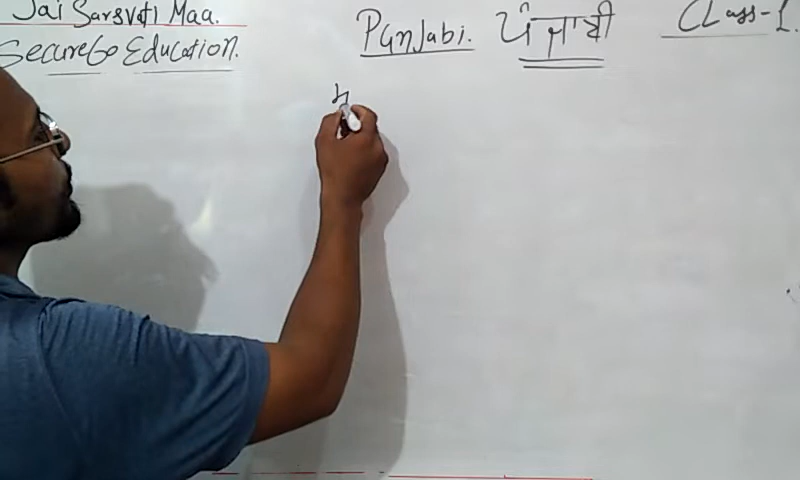 Jai Sarsvati Maa.
SecureGo Education.
Punjabi. ਪੰਜਾਬੀ Class-1.